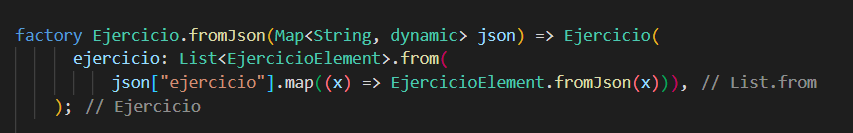 factory Ejercicio.fromJson(Map<String, dynamic> json) => Ejercicio(
ejercicio: List<EjercicioElement>.from(
json["ejercicio"].map((x) => EjercicioElement.fromJson(x))), // List.from
); // Ejercicio